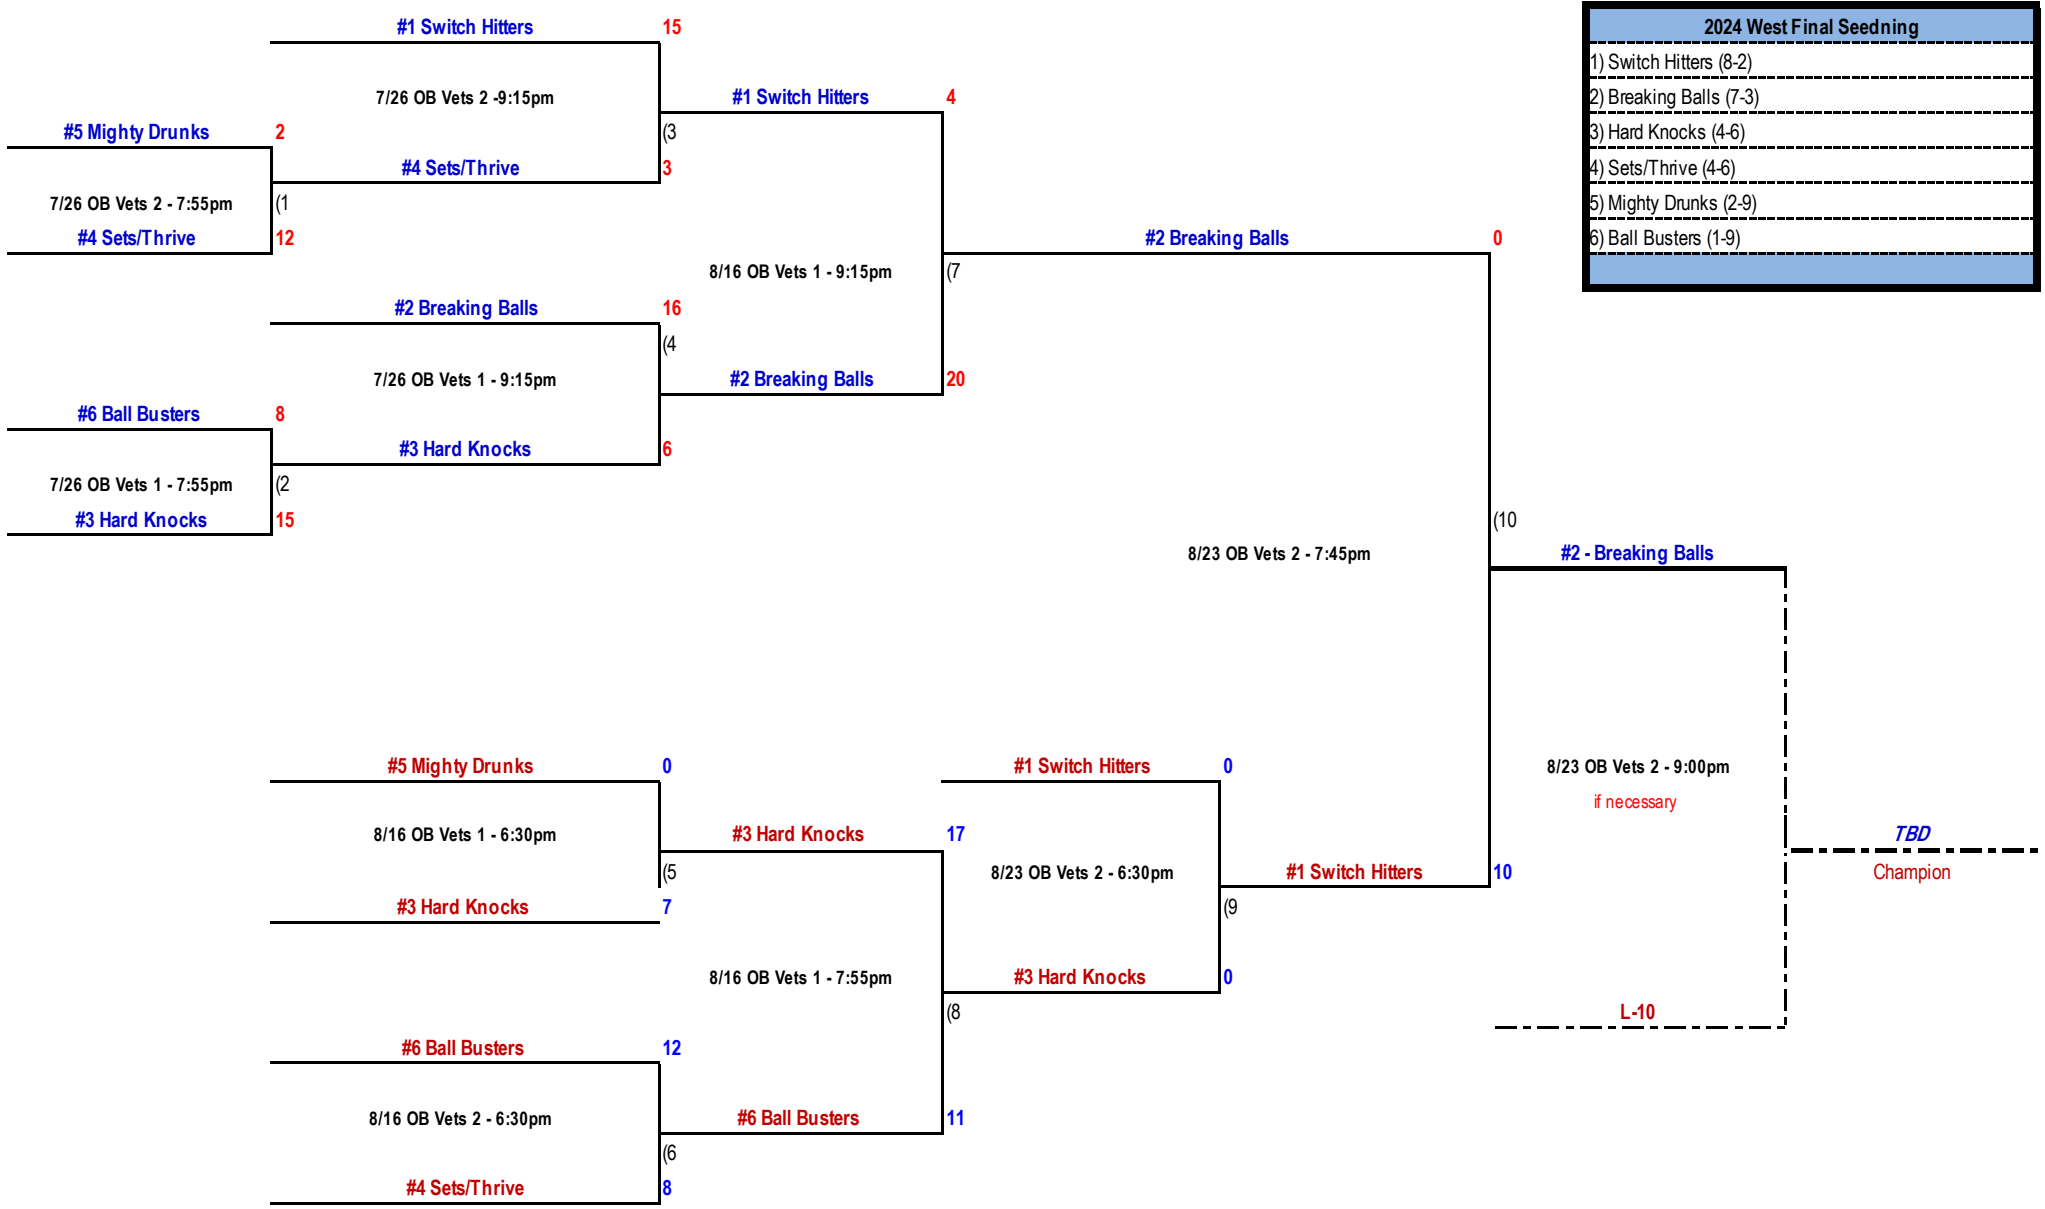 #1 Switch Hitters 15
2024 West Final Seedning
1) Switch Hitters (8-2)
7/26 OB Vets 2 -9:15pm
#1 Switch Hitters 4
2) Breaking Balls (7-3)
#5 Mighty Drunks 2
(3
3) Hard Knocks (4-6)
#4 Sets/Thrive 3
4) Sets/Thrive (4-6)
7/26 OB Vets 2 - 7:55pm (1
5) Mighty Drunks (2-9)
#4 Sets/Thrive 12
#2 Breaking Balls 0
6) Ball Busters (1-9)
8/16 OB Vets 1 - 9:15pm (7
#2 Breaking Balls 16
(4
7/26 OB Vets 1 - 9:15pm
#2 Breaking Balls 20
#6 Ball Busters 8
#3 Hard Knocks 6
7/26 OB Vets 1 - 7:55pm (2
#3 Hard Knocks 15
(10
8/23 OB Vets 2 - 7:45pm
#2 - Breaking Balls
#5 Mighty Drunks 0
#1 Switch Hitters 0
8/23 OB Vets 2 - 9:00pm
if necessary
8/16 OB Vets 1 - 6:30pm
#3 Hard Knocks 17
TBD
(5
8/23 OB Vets 2 - 6:30pm
#1 Switch Hitters 10
Champion
#3 Hard Knocks 7
(9
8/16 OB Vets 1 - 7:55pm
#3 Hard Knocks 0
(8
L-10
#6 Ball Busters 12
8/16 OB Vets 2 - 6:30pm
#6 Ball Busters 11
(6
#4 Sets/Thrive 8